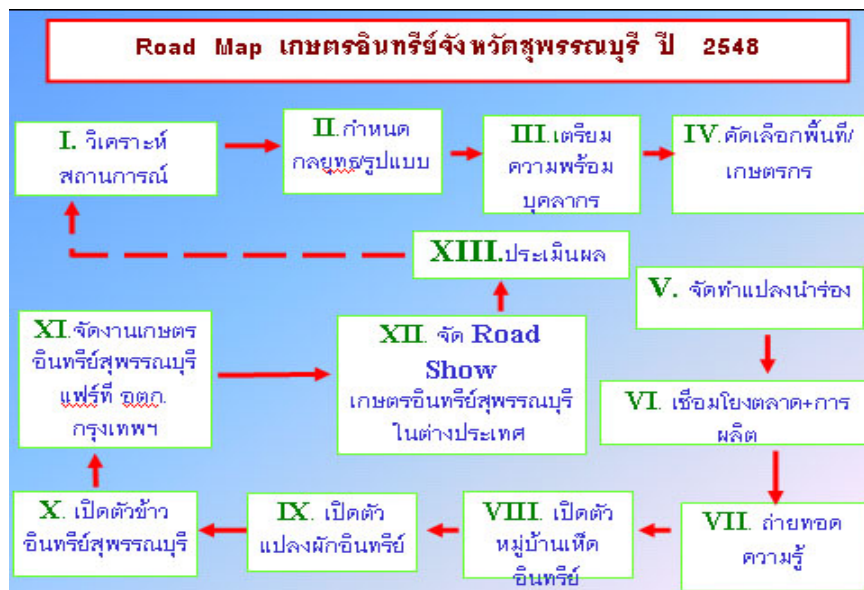 Road Map เกษตรอินทรีย์จังหวัดสุพรรณบุรี ปี 2548
I. วิเคราะห์
สถานการณ์
II.กำหนด
กลยุทธ/รูปแบบ
III.เตรียม
ความพร้อม
บุคลากร
IV.คัดเลือกพื้นที่/
เกษตรกร
V. จัดทำแปลงนำร่อง
VI. เชื่อมโยงตลาด+การ
ผลิต
VII. ถ่ายทอด
ความรู้
VIII. เปิดตัว
หมู่บ้านเห็ด
อินทรีย์
IX. เปิดตัว
แปลงผักอินทรีย์
X. เปิดตัวข้าว
อินทรีย์สุพรรณบุรี
XI.จัดงานเกษตร
อินทรีย์สุพรรณบุรี
แฟร์ที่ อตก.
กรุงเทพฯ
XII. จัด Road
Show
เกษตรอินทรีย์สุพรรณบุรี
ในต่างประเทศ
XIII.ประเมินผล